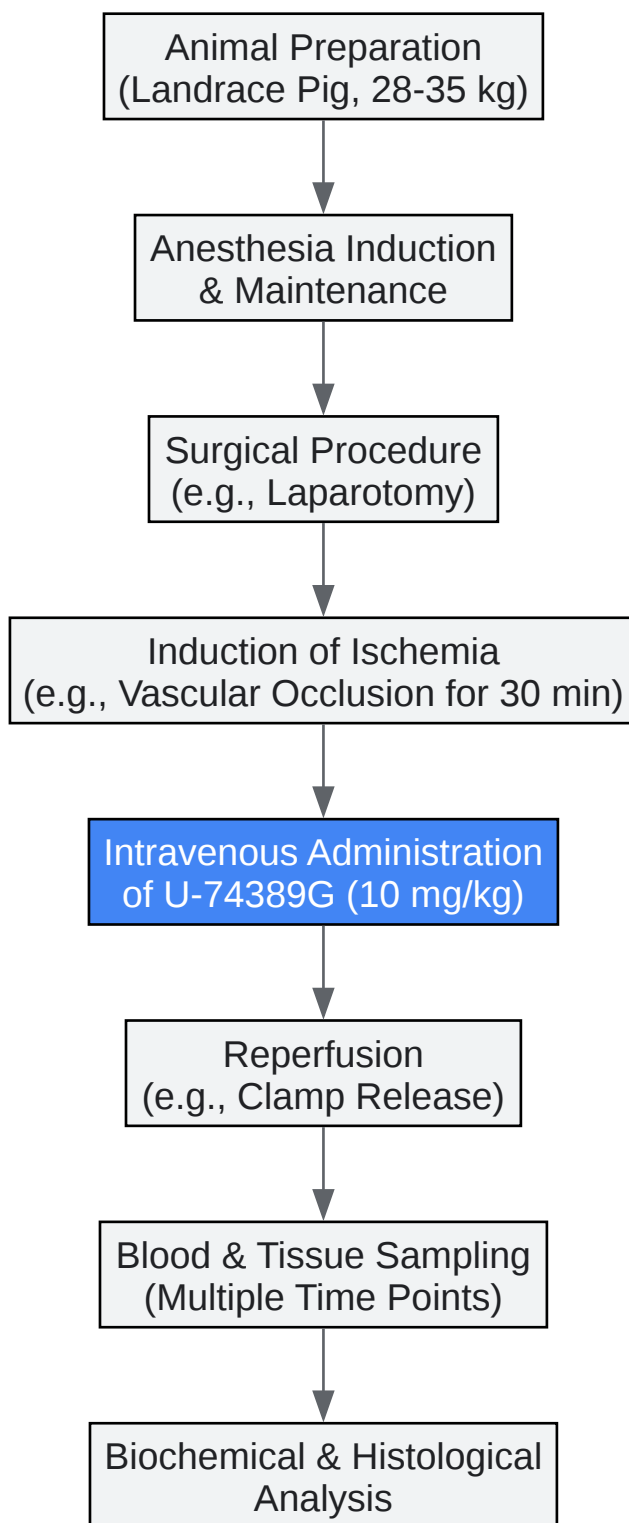 Animal Preparation
(Landrace Pig, 28-35 kg)
Anesthesia Induction
& Maintenance
Surgical Procedure
(e.g., Laparotomy)
Induction of Ischemia
(e.g., Vascular Occlusion for 30 min)
Intravenous Administration
of U-74389G (10 mg/kg)
Reperfusion
(e.g., Clamp Release)
Blood & Tissue Sampling
(Multiple Time Points)
Biochemical & Histological
Analysis